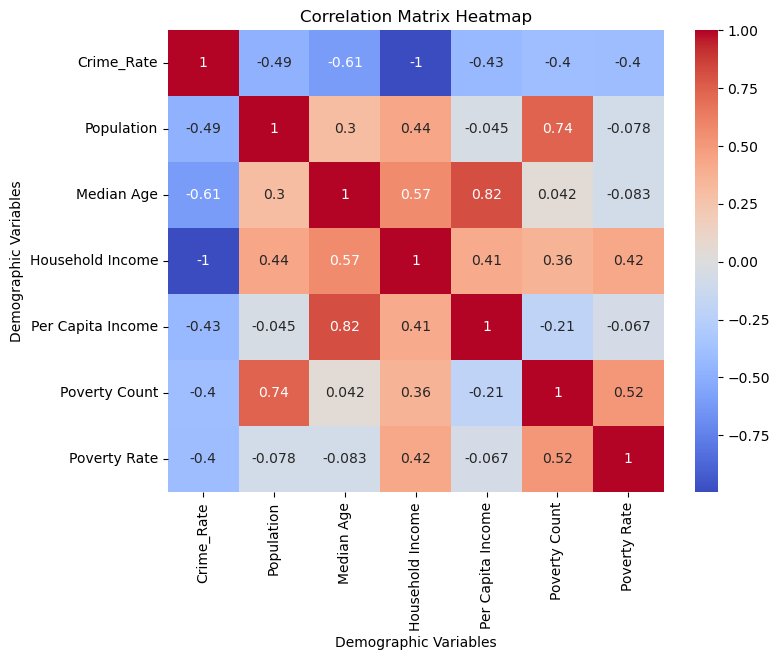 Correlation Matrix Heatmap
Demographic Variables
Crime_Rate 1 -0.49 -0.61 -1 -0.43 -0.4 -0.4
Population -0.49 1 0.3 0.44 -0.045 0.74 -0.078
Median Age -0.61 0.3 1 0.57 0.82 0.042 -0.083
Household Income -1 0.44 0.57 1 0.41 0.36 0.42
Per Capita Income -0.43 -0.045 0.82 0.41 1 -0.21 -0.067
Poverty Count -0.4 0.74 0.042 0.36 -0.21 1 0.52
Poverty Rate -0.4 -0.078 -0.083 0.42 -0.067 0.52 1
Crime_Rate
Population
Median Age
Household Income
Per Capita Income
Poverty Count
Poverty Rate
Demographic Variables
1.00
0.75
0.50
0.25
0.00
−0.25
−0.50
−0.75